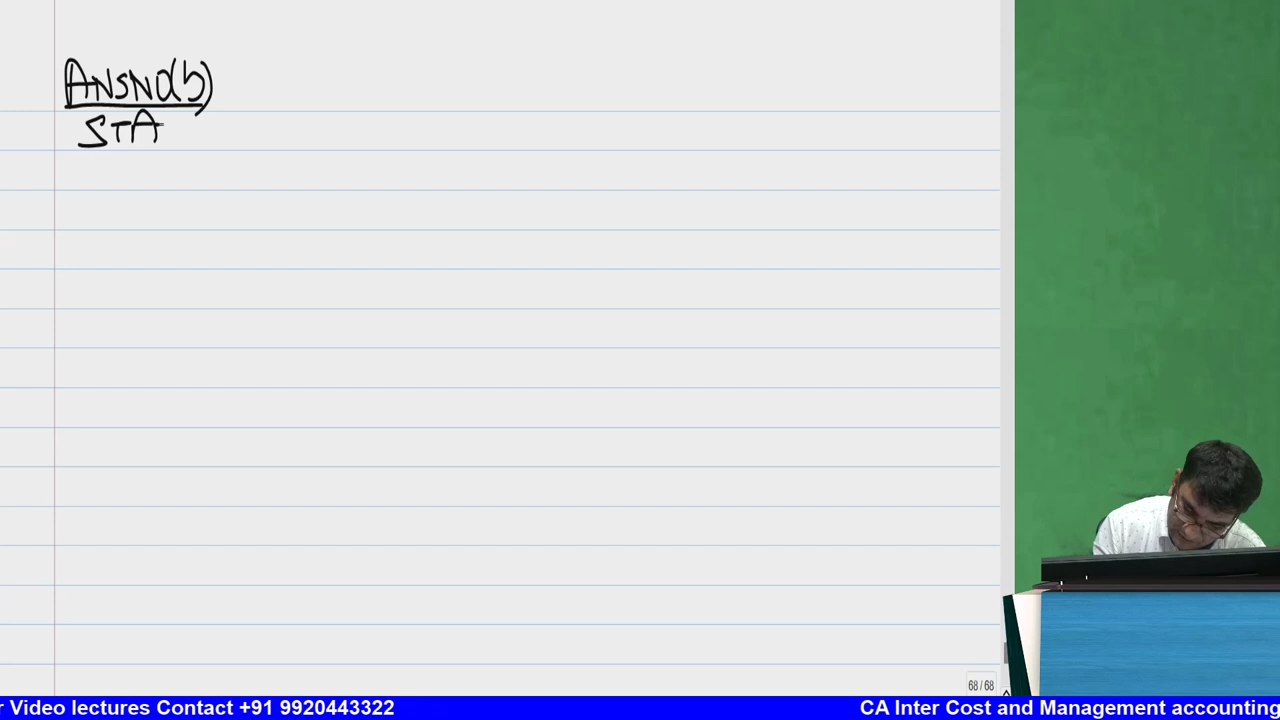 ANSNO(b)
STA
68 / 68
r Video lectures Contact +91 9920443322
CA Inter Cost and Management accounting